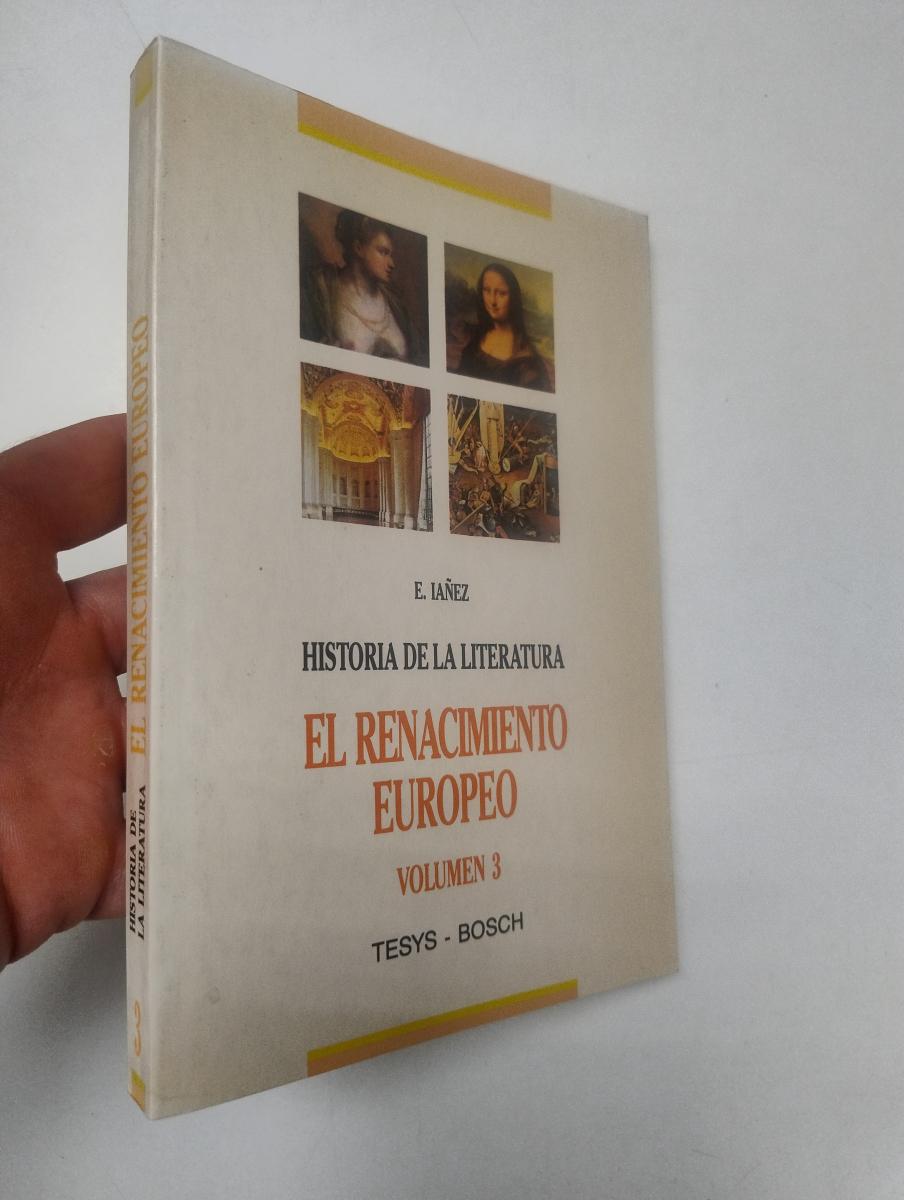 E. IAÑEZ
HISTORIA DE LA LITERATURA
EL RENACIMIENTO
EUROPEO
VOLUMEN 3
TESYS - BOSCH
HISTORIA DE
LA LITERATURA
EL RENACIMIENTO EUROPEO
3